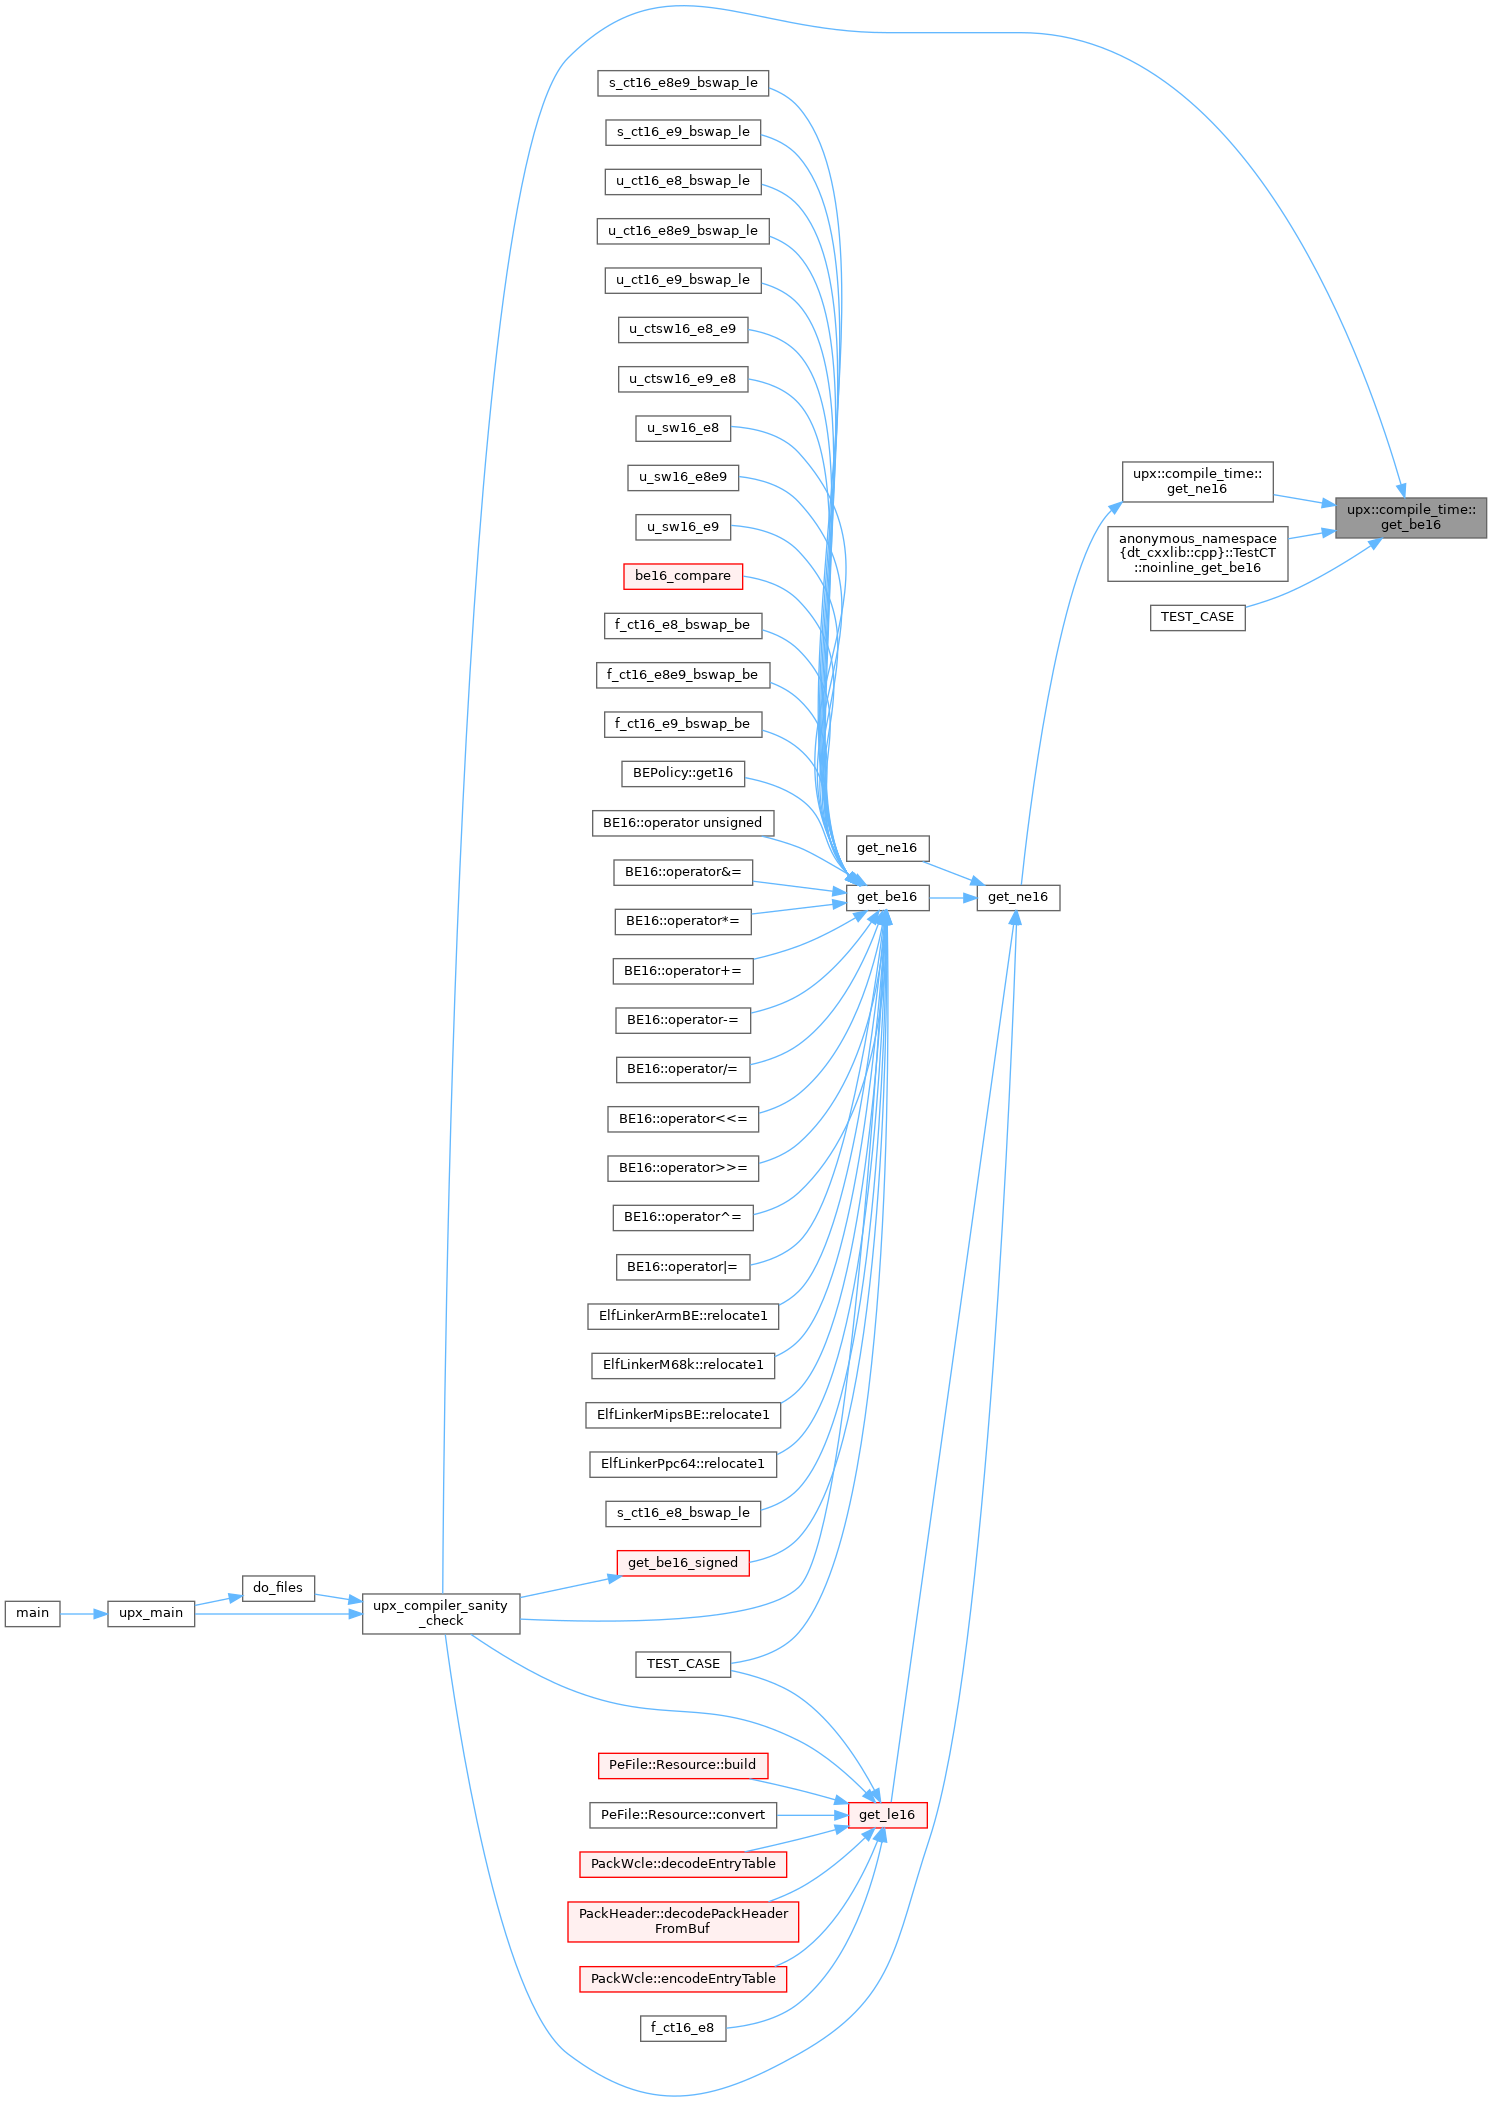 s_ct16_e8e9_bswap_le
s_ct16_e9_bswap_le
u_ct16_e8_bswap_le
u_ct16_e8e9_bswap_le
u_ct16_e9_bswap_le
u_ctsw16_e8_e9
u_ctsw16_e9_e8
u_sw16_e8
u_sw16_e8e9
u_sw16_e9
be16_compare
f_ct16_e8_bswap_be
f_ct16_e8e9_bswap_be
f_ct16_e9_bswap_be
BEPolicy::get16
BE16::operator unsigned
BE16::operator&=
BE16::operator*=
BE16::operator+=
BE16::operator-=
BE16::operator/=
BE16::operator<<=
BE16::operator>>=
BE16::operator^=
BE16::operator|=
ElfLinkerArmBE::relocate1
ElfLinkerM68k::relocate1
ElfLinkerMipsBE::relocate1
ElfLinkerPpc64::relocate1
s_ct16_e8_bswap_le
get_be16_signed
TEST_CASE
PeFile::Resource::build
PeFile::Resource::convert
PackWcle::decodeEntryTable
PackHeader::decodePackHeader
FromBuf
PackWcle::encodeEntryTable
f_ct16_e8
main
upx_main
do_files
upx_compiler_sanity
_check
get_ne16
get_be16
get_le16
get_ne16
upx::compile_time::
get_ne16
anonymous_namespace
{dt_cxxlib::cpp}::TestCT
::noinline_get_be16
TEST_CASE
upx::compile_time::
get_be16